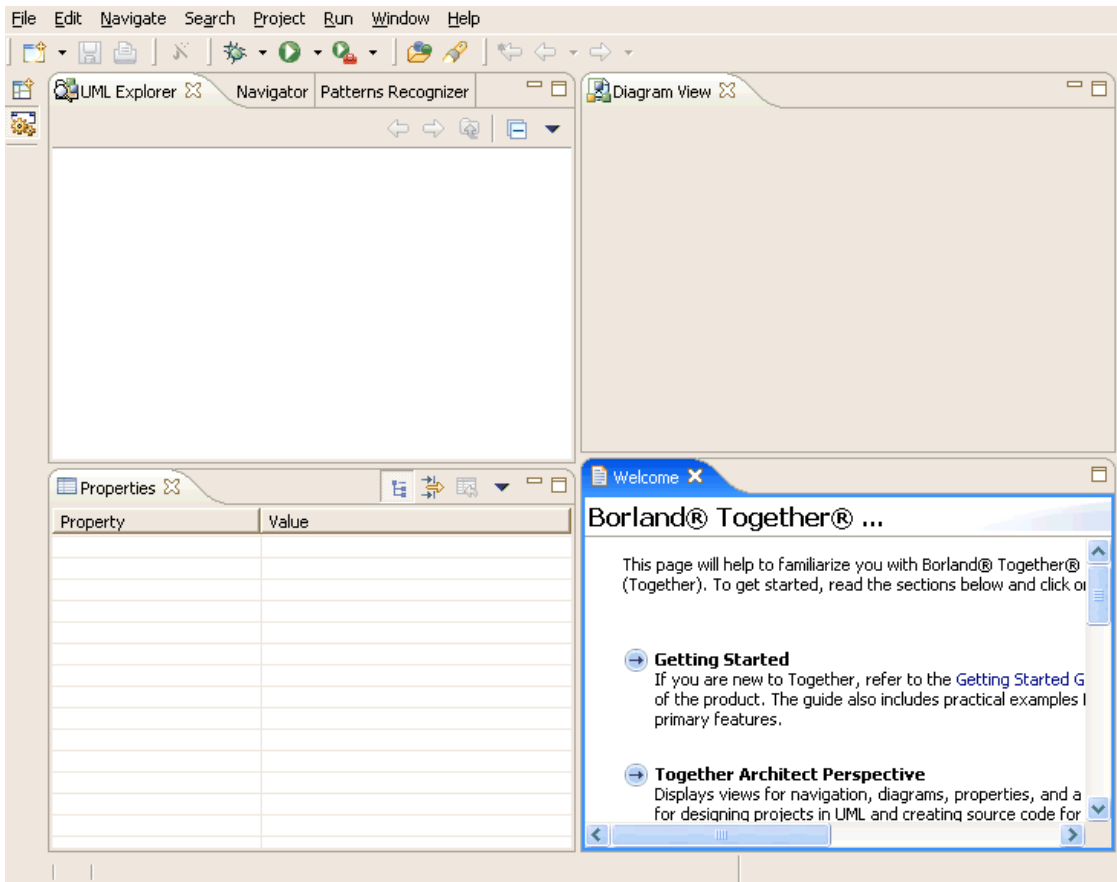 File Edit Navigate Search Project Run Window Help
UML Explorer Navigator Patterns Recognizer
Diagram View
Properties
Property Value
Welcome
Borland® Together® ...
This page will help to familiarize you with Borland® Together®
(Together). To get started, read the sections below and click
Getting Started
If you are new to Together, refer to the Getting Started G
of the product. The guide also includes practical examples
primary features.
Together Architect Perspective
Displays views for navigation, diagrams, properties, and a
for designing projects in UML and creating source code for